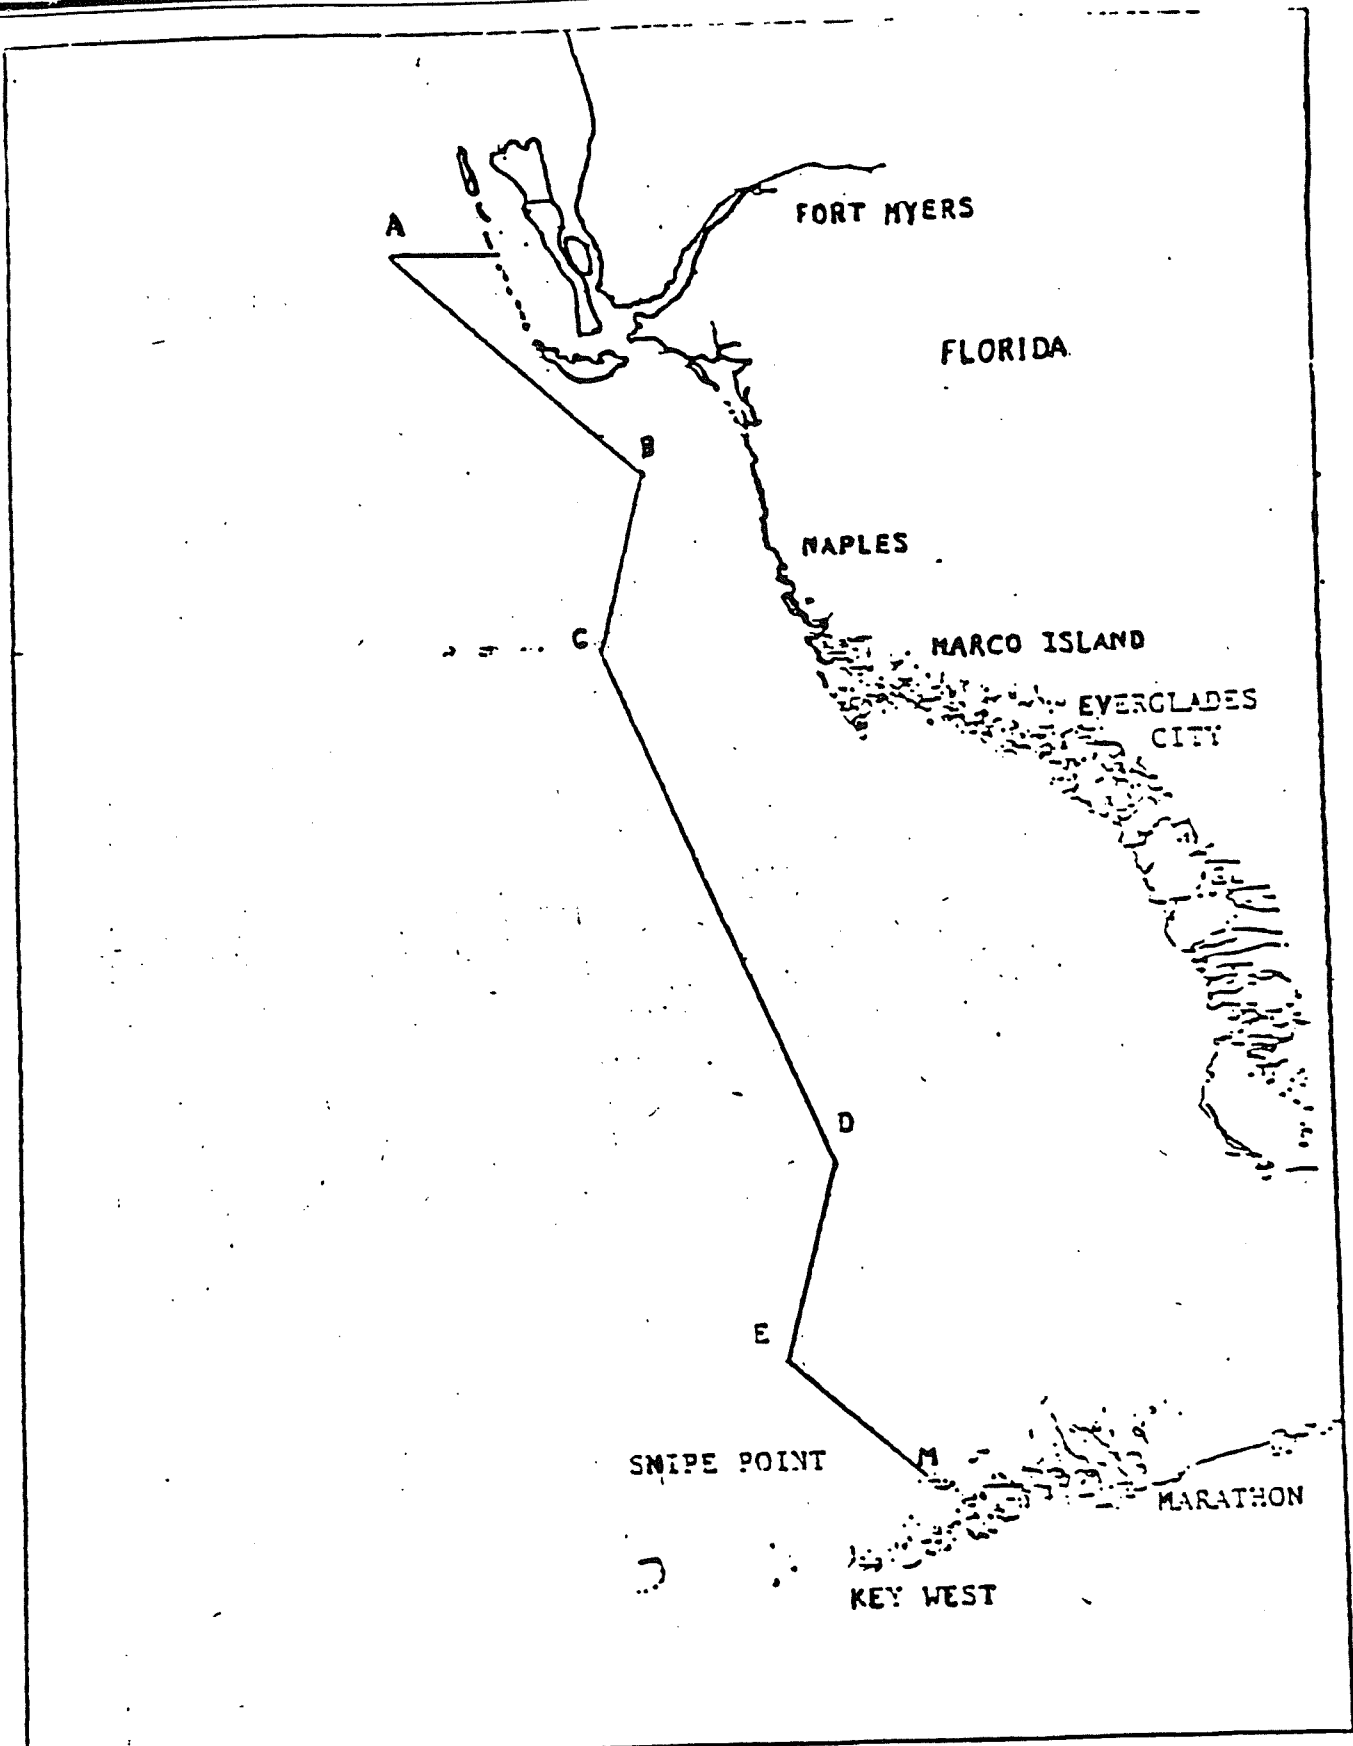 A
FORT MYERS
FLORIDA
B
NAPLES
C
MARCO ISLAND
EVERGLADES
CITY
D
E
SNIPE POINT
M
MARATHON
KEY WEST